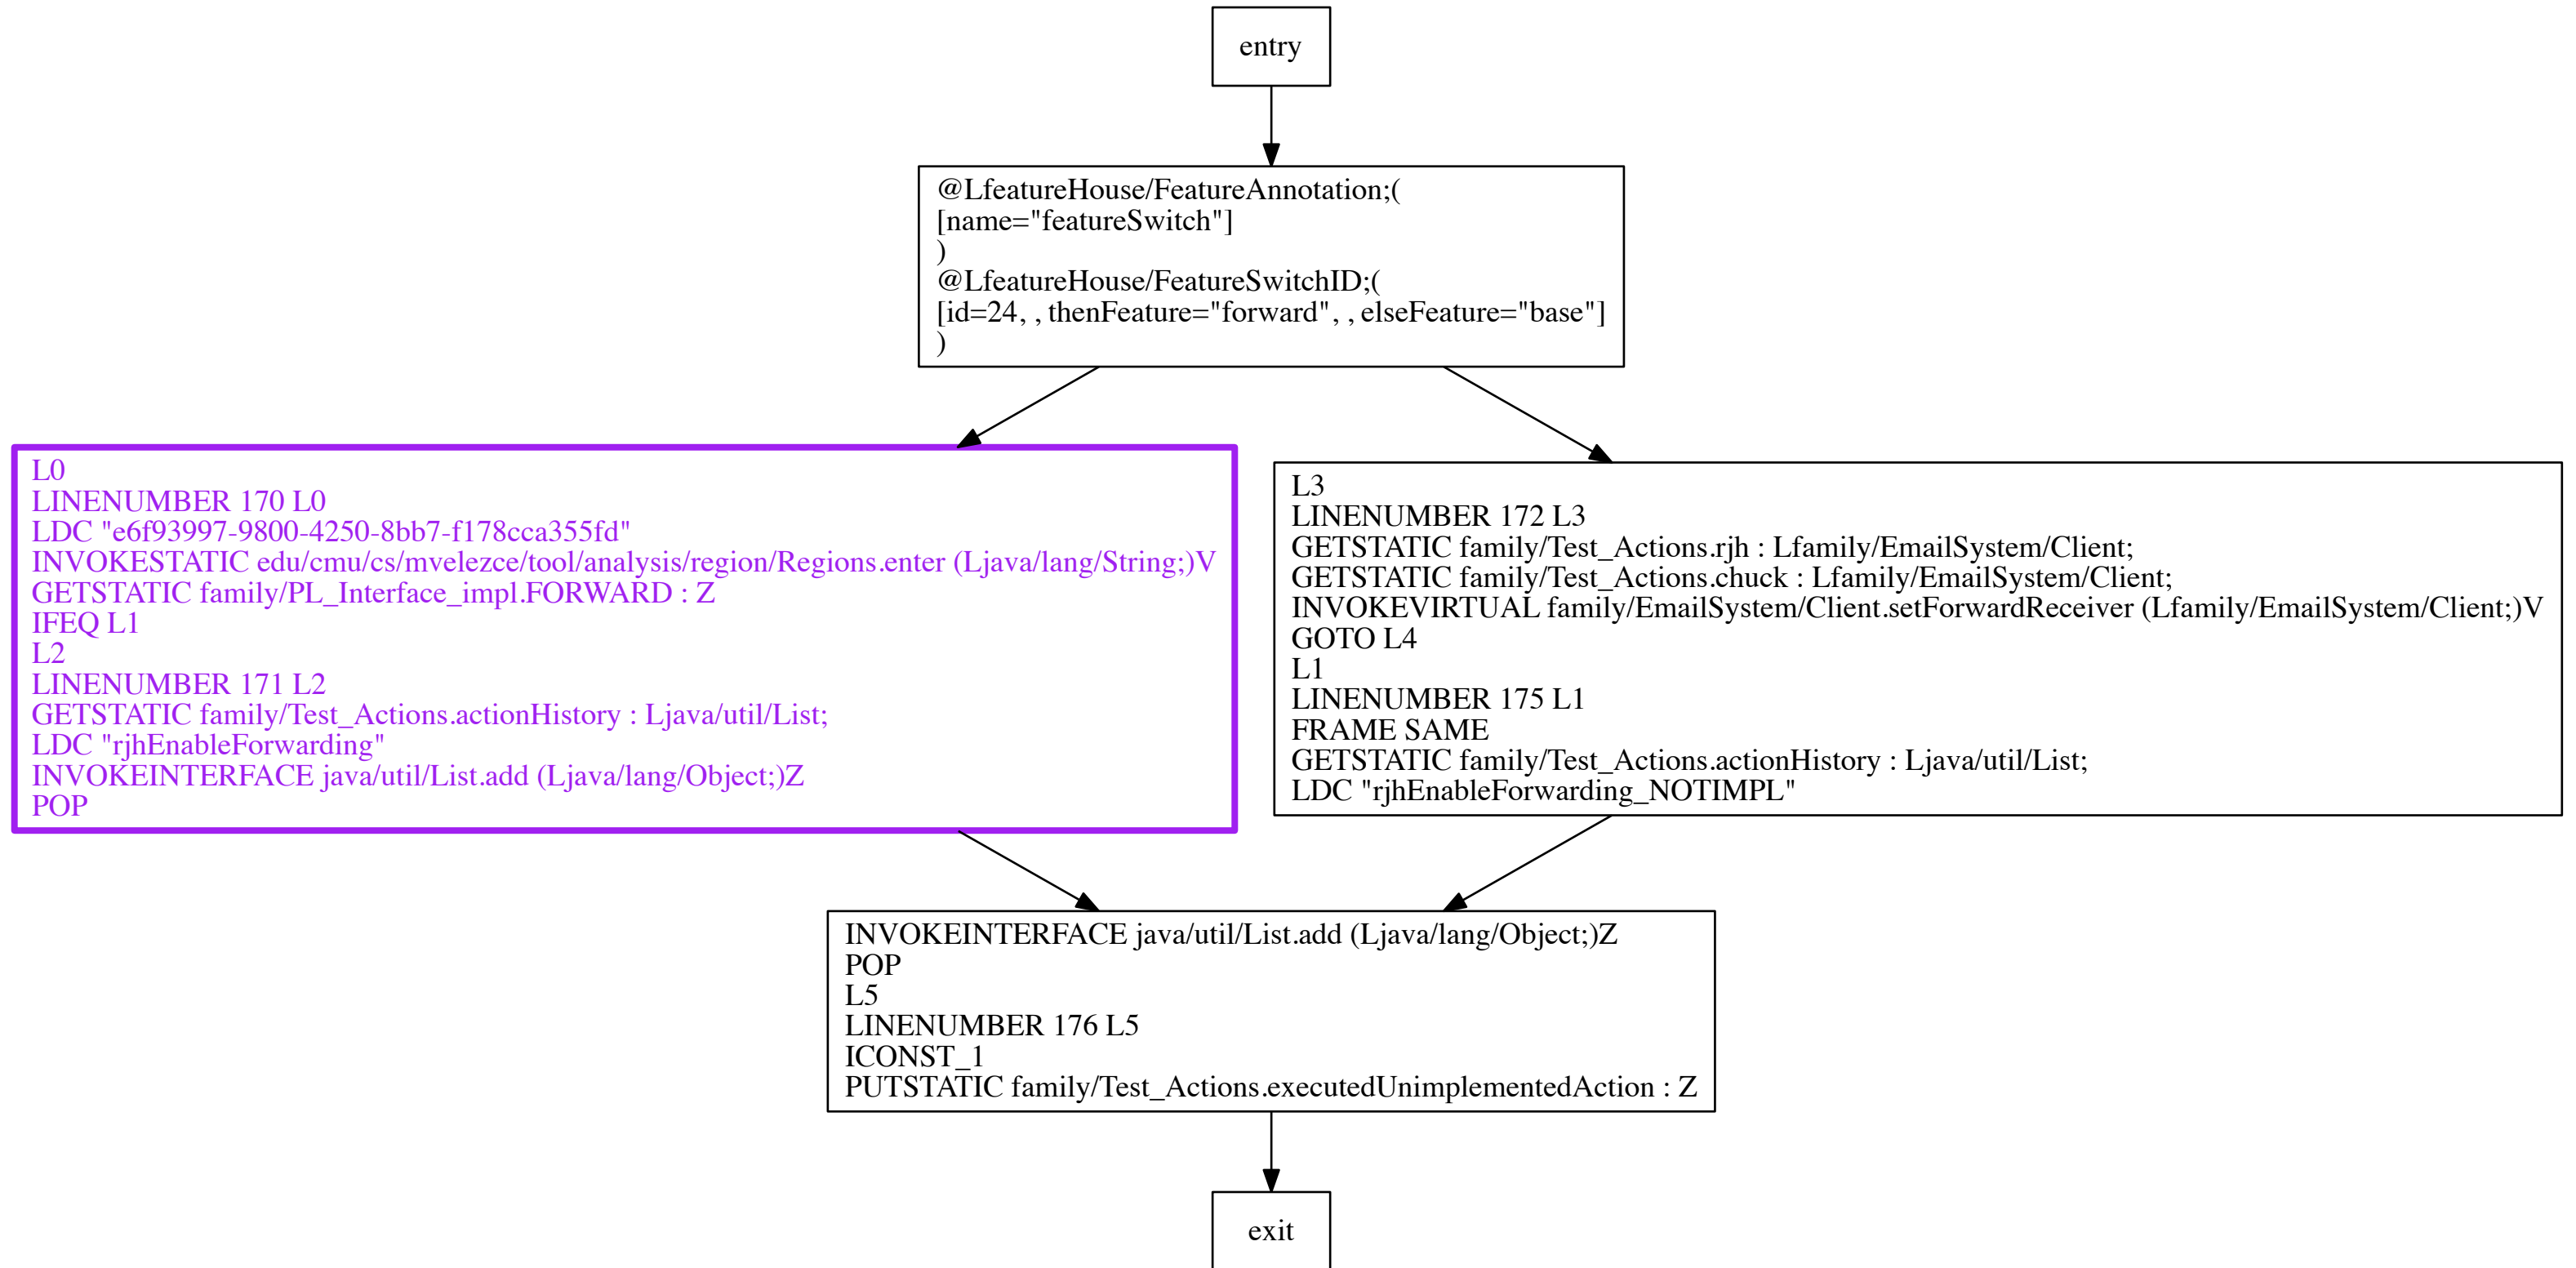 entry
@LfeatureHouse/FeatureAnnotation;(
[name="featureSwitch"]
)
@LfeatureHouse/FeatureSwitchID;(
[id=24, , thenFeature="forward", , elseFeature="base"]
)
L0
LINENUMBER 170 L0
LDC "e6f93997-9800-4250-8bb7-f178cca355fd"
INVOKESTATIC edu/cmu/cs/mvelezce/tool/analysis/region/Regions.enter (Ljava/lang/String;)V
GETSTATIC family/PL_Interface_impl.FORWARD : Z
IFEQ L1
L2
LINENUMBER 171 L2
GETSTATIC family/Test_Actions.actionHistory : Ljava/util/List;
LDC "rjhEnableForwarding"
INVOKEINTERFACE java/util/List.add (Ljava/lang/Object;)Z
POP
L3
LINENUMBER 172 L3
GETSTATIC family/Test_Actions.rjh : Lfamily/EmailSystem/Client;
GETSTATIC family/Test_Actions.chuck : Lfamily/EmailSystem/Client;
INVOKEVIRTUAL family/EmailSystem/Client.setForwardReceiver (Lfamily/EmailSystem/Client;)V
GOTO L4
L1
LINENUMBER 175 L1
FRAME SAME
GETSTATIC family/Test_Actions.actionHistory : Ljava/util/List;
LDC "rjhEnableForwarding_NOTIMPL"
INVOKEINTERFACE java/util/List.add (Ljava/lang/Object;)Z
POP
L5
LINENUMBER 176 L5
ICONST_1
PUTSTATIC family/Test_Actions.executedUnimplementedAction : Z
exit